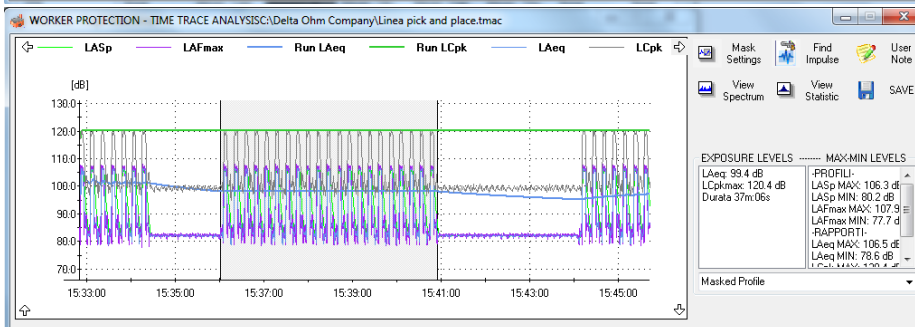 WORKER PROTECTION - TIME TRACE ANALYSISC:\Delta Ohm Company\Linea pick and place.tmac
LASp LAFmax Run LAeq Run LCpk LAeq LCpk
Mask Settings
Find Impulse
User Note
View Spectrum
View Statistic
SAVE
[dB]
130.0
120.0
110.0
100.0
90.0
80.0
70.0
15:33:00 15:35:00 15:37:00 15:39:00 15:41:00 15:43:00 15:45:00
EXPOSURE LEVELS ------- MAX-MIN LEVELS
LAeq: 99.4 dB
LCpkmax: 120.4 dB
Durata 37m:06s
-PROFILI-
LASp MAX: 106.3 dB
LASp MIN: 80.2 dB
LAFmax MAX: 107.9
LAFmax MIN: 77.7 d
-RAPPORTI-
LAeq MAX: 106.5 dB
LAeq MIN: 78.6 dB
Masked Profile